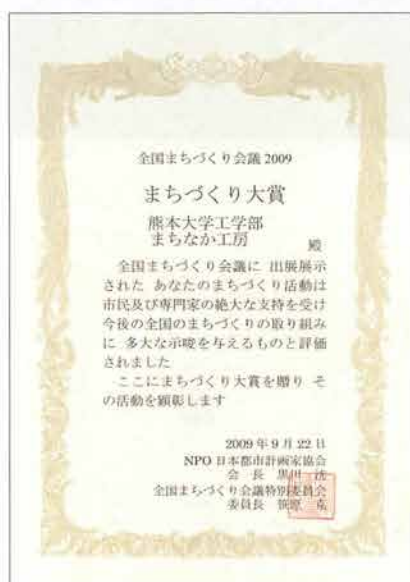 全国まちづくり会議 2009
まちづくり大賞
熊本大学工学部
まちなか工房
殿
全国まちづくり会議に 出展展示
された あなたのまちづくり活動は
市民及び専門家の絶大な支持を受け
今後の全国のまちづくりの取り組み
に 多大な示唆を与えるものと評価
されました
ここにまちづくり大賞を贈り そ
の活動を顕彰します
2009年9月22日
NPO 日本都市計画家協会
会 長 黒川 洸
全国まちづくり会議特別委員会
委員長 笹原 克